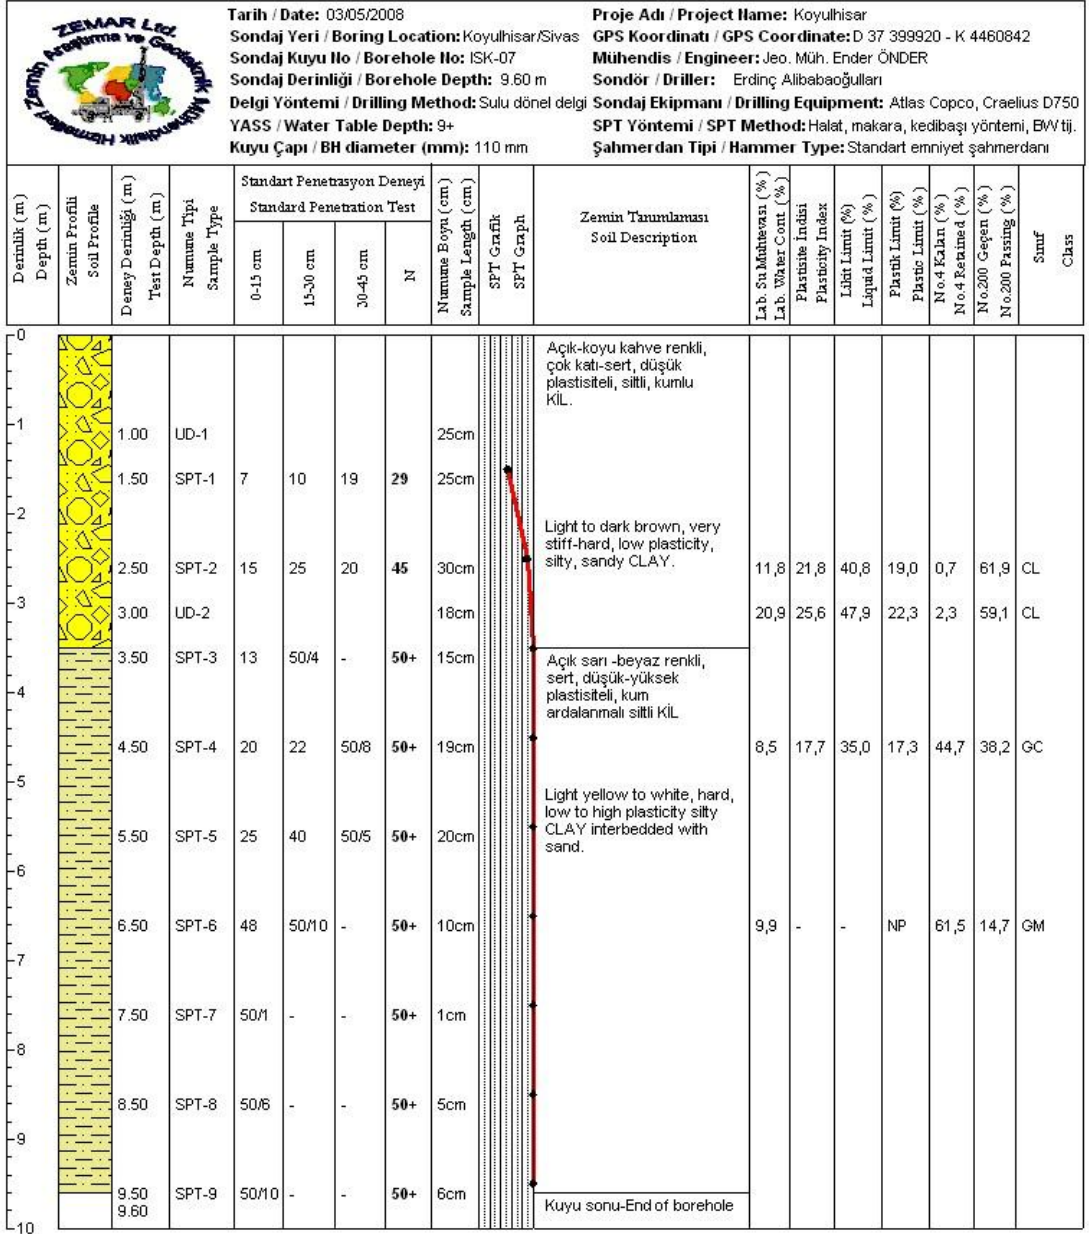 ZEMAR Ltd.
Zemin Araştırma ve Geoteknik Mühendislik Hizmetleri
Tarih / Date: 03/05/2008
Sondaj Yeri / Boring Location: Koyulhisar/Sivas
Sondaj Kuyu No / Borehole No: ISK-07
Sondaj Derinliği / Borehole Depth: 9.60 m
Delgi Yöntemi / Drilling Method: Sulu dönel delgi
YASS / Water Table Depth: 9+
Kuyu Çapı / BH diameter (mm): 110 mm
Proje Adı / Project Name: Koyulhisar
GPS Koordinatı / GPS Coordinate: D 37 399920 - K 4460842
Mühendis / Engineer: Jeo. Müh. Ender ÖNDER
Sondör / Driller: Erdinç Alibabaoğulları
Sondaj Ekipmanı / Drilling Equipment: Atlas Copco, Craelius D750
SPT Yöntemi / SPT Method: Halat, makara, kedibaşı yöntemi, BW tij.
Şahmerdan Tipi / Hammer Type: Standart emniyet şahmerdanı
Derinlik ( m )
Depth ( m )
Zemin Profili
Soil Profile
Deney Derinliği ( m )
Test Depth ( m )
Numune Tipi
Sample Type
Standart Penetrasyon Deneyi
Standard Penetration Test
0-15 cm
15-30 cm
30-45 cm
N
Numune Boyu ( cm )
Sample Length ( cm )
SPT Grafik
SPT Graph
Zemin Tanımlaması
Soil Description
Lab. Su Muhtevası ( % )
Lab. Water Cont ( % )
Plastisite İndisi
Plasticity Index
Likit Limit (%)
Liquid Limit ( % )
Plastik Limit (%)
Plastic Limit ( % )
No.4 Kalan ( % )
No.4 Retained ( % )
No.200 Geçen ( % )
No.200 Passing ( % )
Sınıf
Class
0
1
2
3
4
5
6
7
8
9
10
Açık-koyu kahve renkli,
çok katı-sert, düşük
plastisiteli, siltli, kumlu
KİL.
1.00 UD-1 25cm
1.50 SPT-1 7 10 19 29 25cm
Light to dark brown, very
stiff-hard, low plasticity,
silty, sandy CLAY.
2.50 SPT-2 15 25 20 45 30cm 11,8 21,8 40,8 19,0 0,7 61,9 CL
3.00 UD-2 18cm 20,9 25,6 47,9 22,3 2,3 59,1 CL
3.50 SPT-3 13 50/4 - 50+ 15cm
Açık sarı -beyaz renkli,
sert, düşük-yüksek
plastisiteli, kum
ardalanmalı siltli KİL
4.50 SPT-4 20 22 50/8 50+ 19cm 8,5 17,7 35,0 17,3 44,7 38,2 GC
Light yellow to white, hard,
low to high plasticity silty
CLAY interbedded with
sand.
5.50 SPT-5 25 40 50/5 50+ 20cm
6.50 SPT-6 48 50/10 - 50+ 10cm 9,9 - - NP 61,5 14,7 GM
7.50 SPT-7 50/1 - - 50+ 1cm
8.50 SPT-8 50/6 - - 50+ 5cm
9.50 SPT-9 50/10 - - 50+ 6cm
9.60
Kuyu sonu-End of borehole